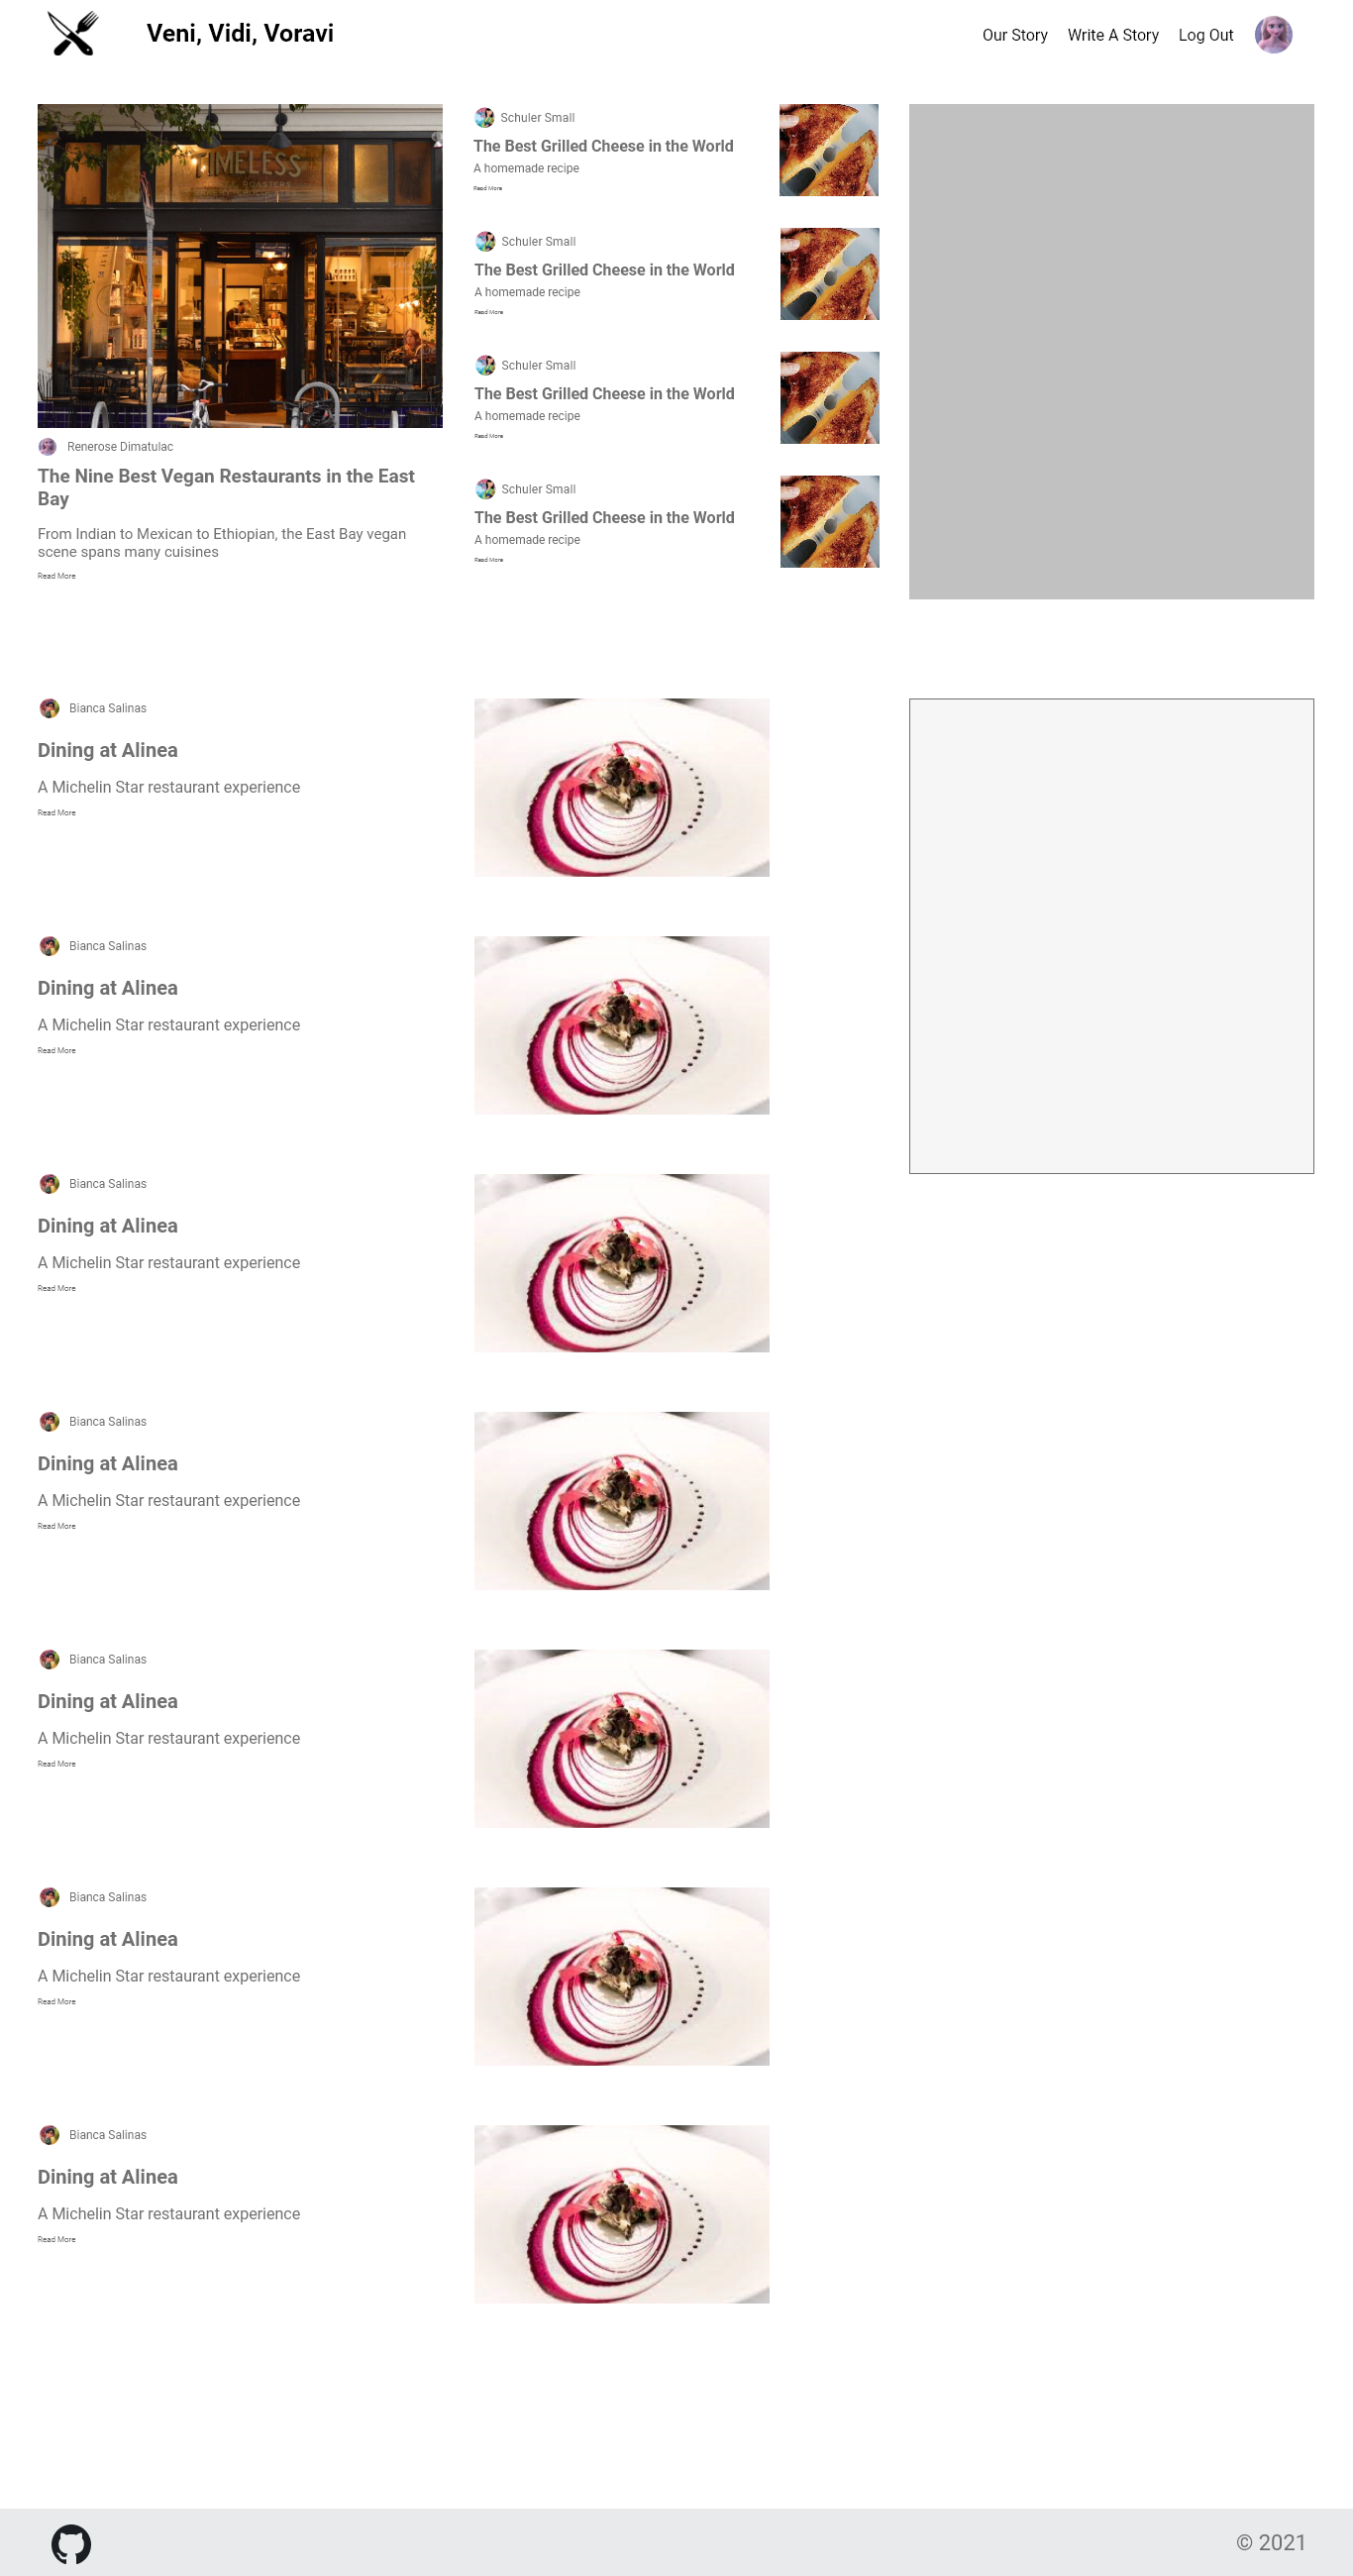 Veni, Vidi, Voravi
Our Story
Write A Story
Log Out
TIMELESS
Renerose Dimatulac
The Nine Best Vegan Restaurants in the East
Bay
From Indian to Mexican to Ethiopian, the East Bay vegan
scene spans many cuisines
Read More
Schuler Small
The Best Grilled Cheese in the World
A homemade recipe
Read More
Schuler Small
The Best Grilled Cheese in the World
A homemade recipe
Read More
Schuler Small
The Best Grilled Cheese in the World
A homemade recipe
Read More
Schuler Small
The Best Grilled Cheese in the World
A homemade recipe
Read More
Bianca Salinas
Dining at Alinea
A Michelin Star restaurant experience
Read More
Bianca Salinas
Dining at Alinea
A Michelin Star restaurant experience
Read More
Bianca Salinas
Dining at Alinea
A Michelin Star restaurant experience
Read More
Bianca Salinas
Dining at Alinea
A Michelin Star restaurant experience
Read More
Bianca Salinas
Dining at Alinea
A Michelin Star restaurant experience
Read More
Bianca Salinas
Dining at Alinea
A Michelin Star restaurant experience
Read More
Bianca Salinas
Dining at Alinea
A Michelin Star restaurant experience
Read More
© 2021